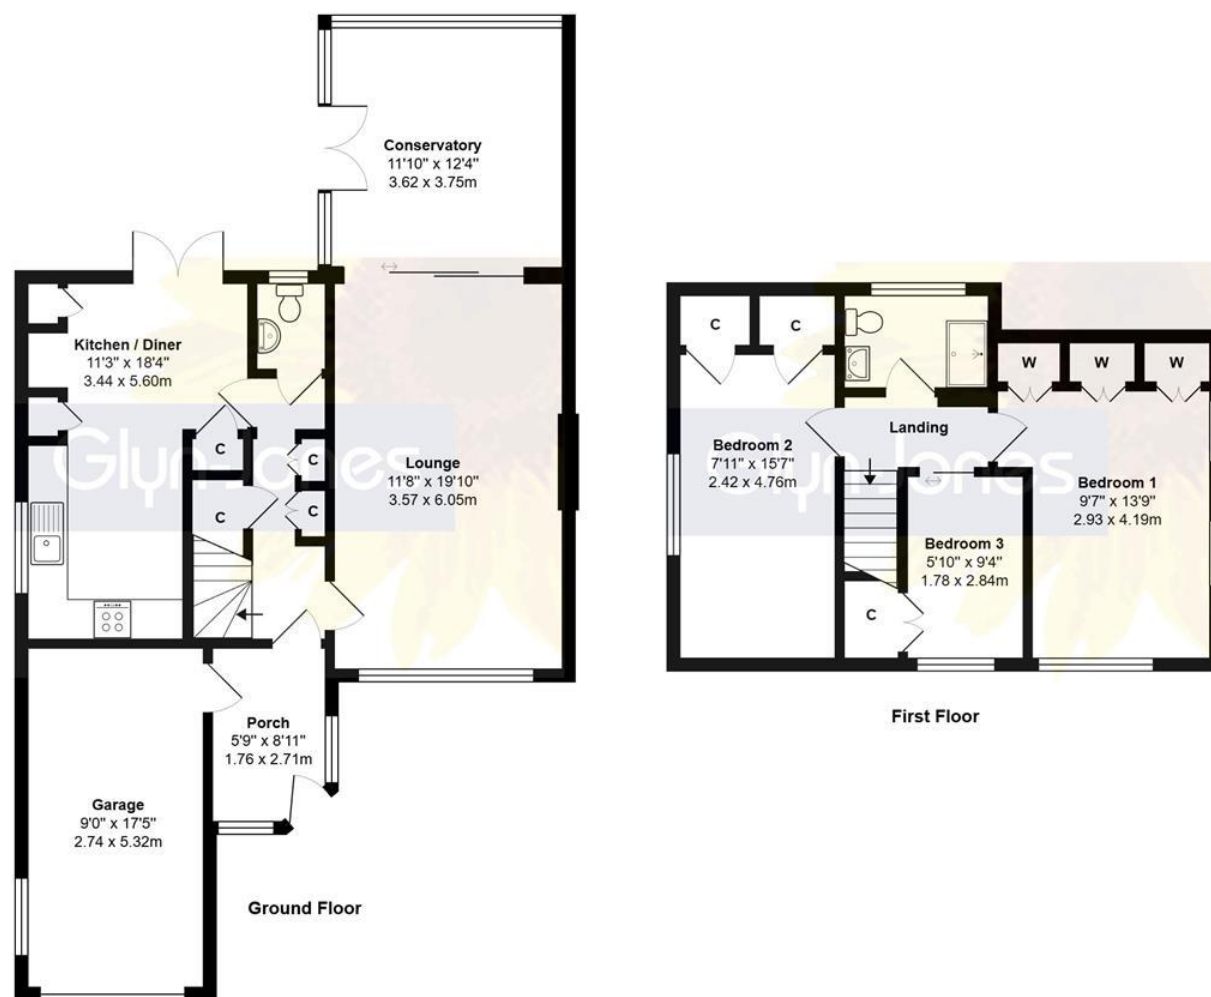 Conservatory
11'10" x 12'4"
3.62 x 3.75m
Kitchen / Diner
11'3" x 18'4"
3.44 x 5.60m
C
C
C
C
Lounge
11'8" x 19'10"
3.57 x 6.05m
Porch
5'9" x 8'11"
1.76 x 2.71m
Garage
9'0" x 17'5"
2.74 x 5.32m
Ground Floor
C
C
W
W
W
Landing
Bedroom 2
7'11" x 15'7"
2.42 x 4.76m
Bedroom 1
9'7" x 13'9"
2.93 x 4.19m
Bedroom 3
5'10" x 9'4"
1.78 x 2.84m
C
First Floor
Glyn-Jones
Glyn-Jones